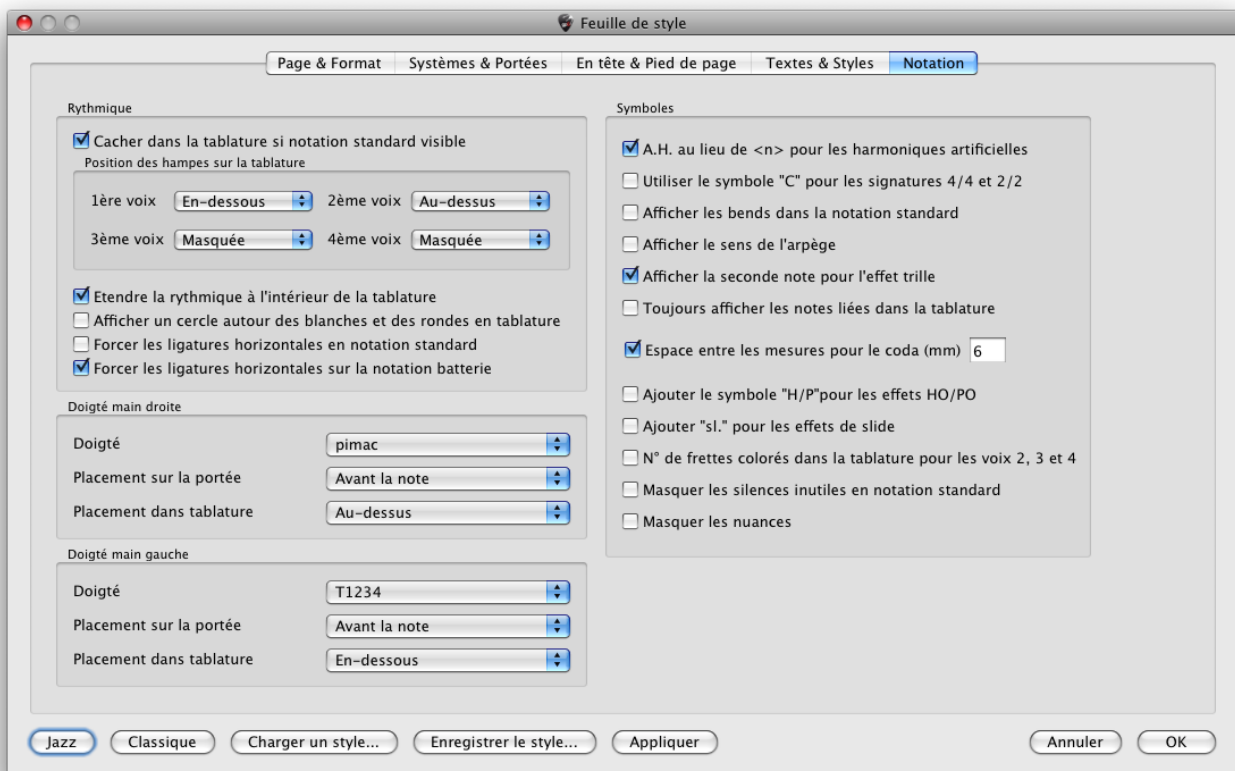 Feuille de style
Page & Format Systèmes & Portées En tête & Pied de page Textes & Styles Notation
Rythmique
Cacher dans la tablature si notation standard visible
Position des hampes sur la tablature
1ère voix En-dessous 2ème voix Au-dessus
3ème voix Masquée 4ème voix Masquée
Etendre la rythmique à l'intérieur de la tablature
Afficher un cercle autour des blanches et des rondes en tablature
Forcer les ligatures horizontales en notation standard
Forcer les ligatures horizontales sur la notation batterie
Doigté main droite
Doigté pimac
Placement sur la portée Avant la note
Placement dans tablature Au-dessus
Doigté main gauche
Doigté T1234
Placement sur la portée Avant la note
Placement dans tablature En-dessous
Symboles
A.H. au lieu de <n> pour les harmoniques artificielles
Utiliser le symbole "C" pour les signatures 4/4 et 2/2
Afficher les bends dans la notation standard
Afficher le sens de l'arpège
Afficher la seconde note pour l'effet trille
Toujours afficher les notes liées dans la tablature
Espace entre les mesures pour le coda (mm) 6
Ajouter le symbole "H/P"pour les effets HO/PO
Ajouter "sl." pour les effets de slide
N° de frettes colorés dans la tablature pour les voix 2, 3 et 4
Masquer les silences inutiles en notation standard
Masquer les nuances
Jazz Classique Charger un style... Enregistrer le style... Appliquer Annuler OK